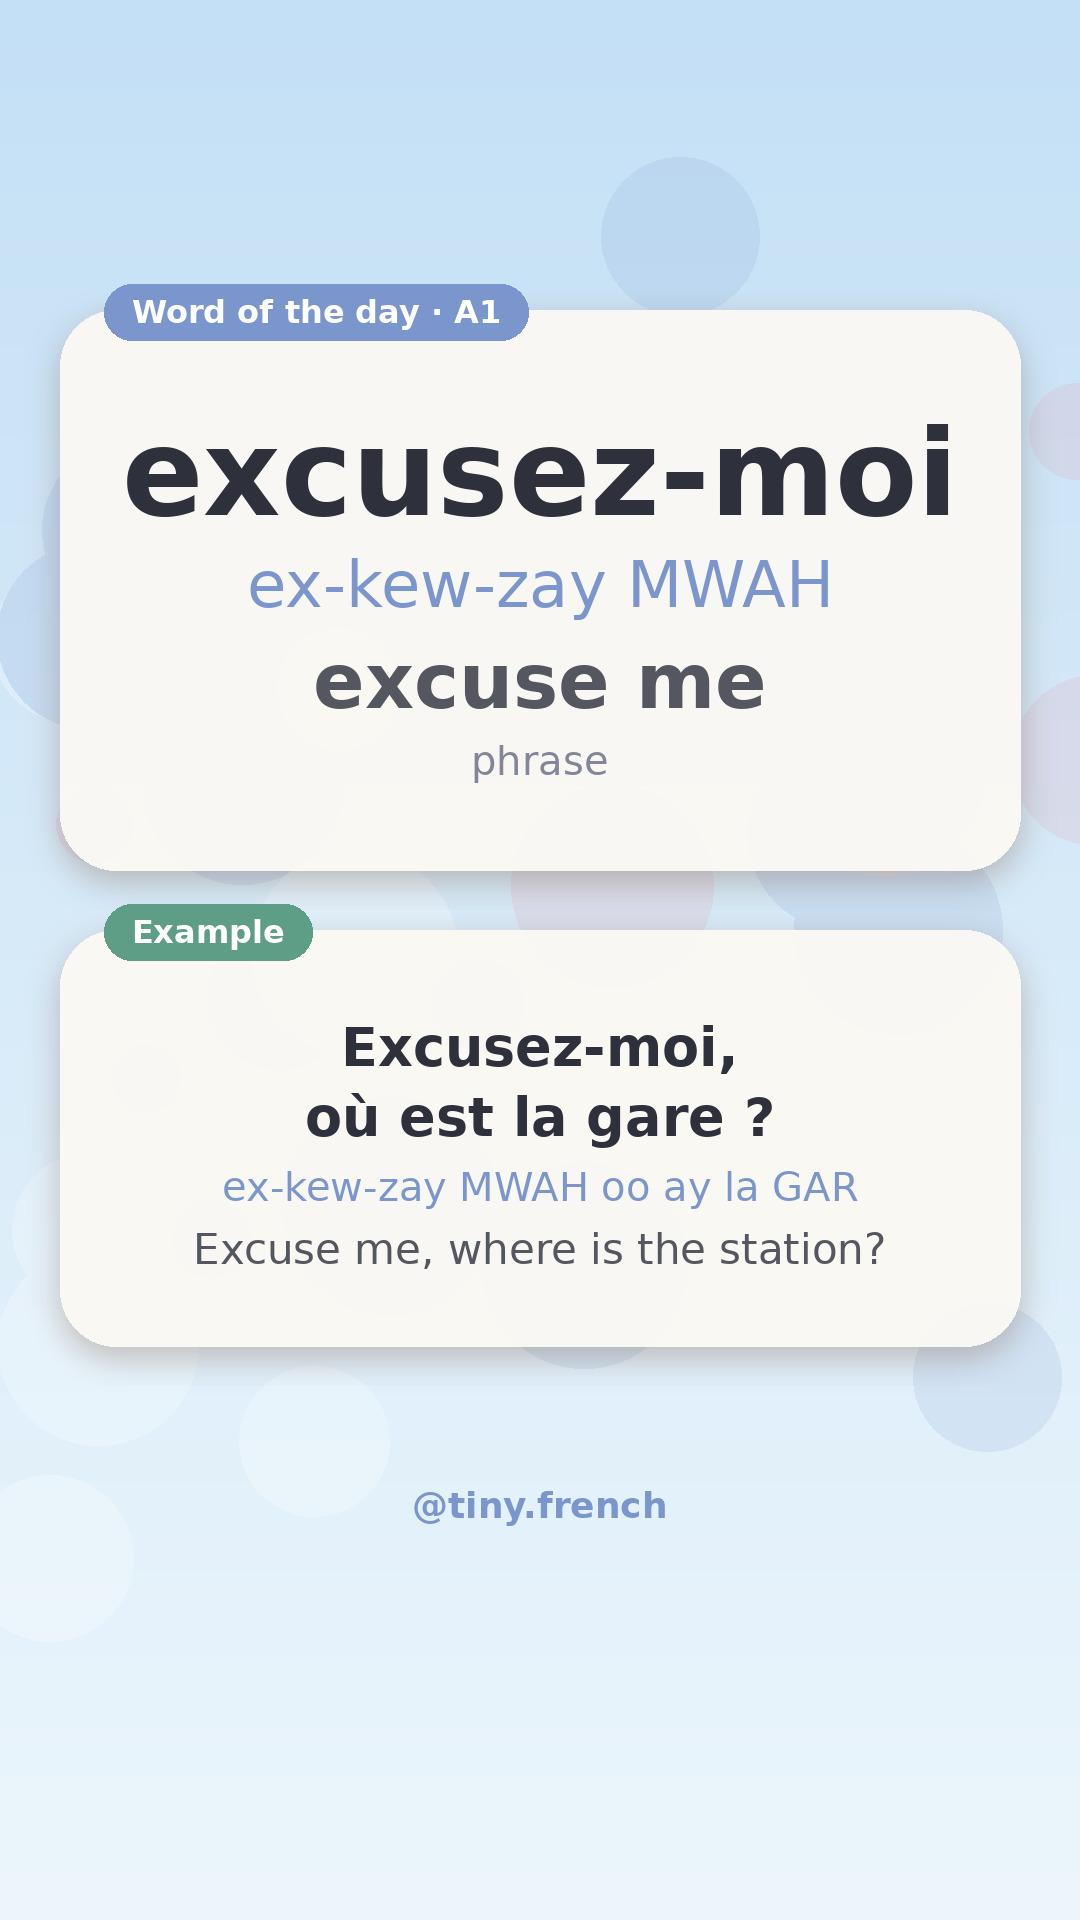 Word of the day · A1
excusez-moi
ex-kew-zay MWAH
excuse me
phrase
Example
Excusez-moi,
où est la gare ?
ex-kew-zay MWAH oo ay la GAR
Excuse me, where is the station?
@tiny.french